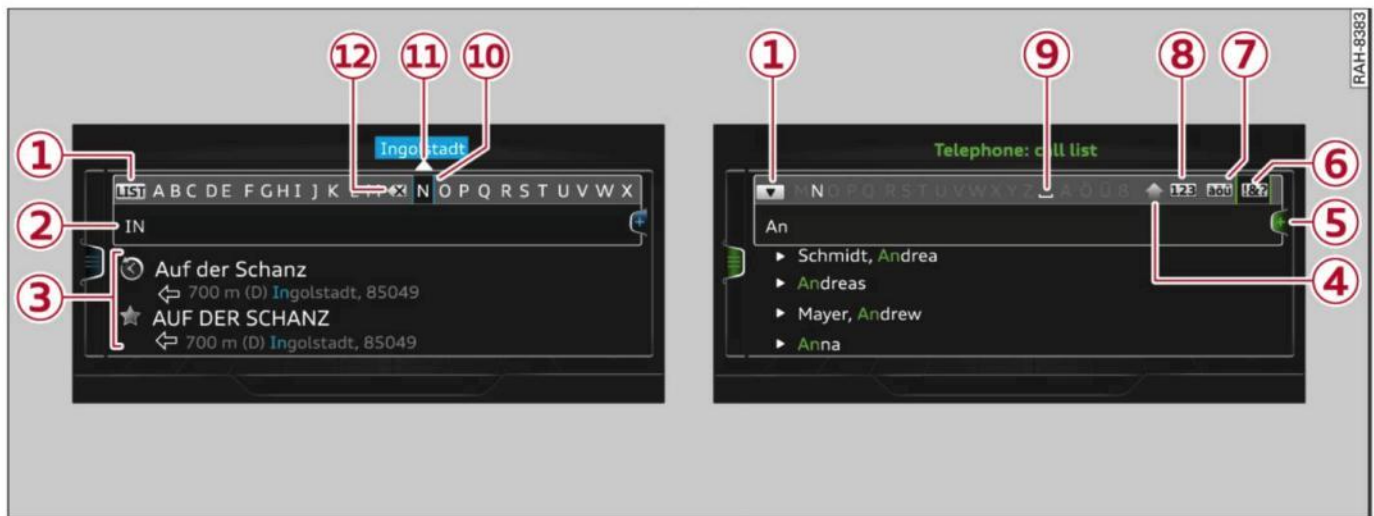 RAH-8383
12 11 10
1 9 8 7
Ingolstadt
1 LIST A B C D E F G H I J K L M N O P Q R S T U V W X
2 IN
3
Auf der Schanz
700 m (D) Ingolstadt, 85049
AUF DER SCHANZ
700 m (D) Ingolstadt, 85049
Telephone: call list
M N O P Q R S T U V W X Y Z Ä Ö Ü ß 123 äöü !&? 6
An
5
4
Schmidt, Andrea
Andreas
Mayer, Andrew
Anna